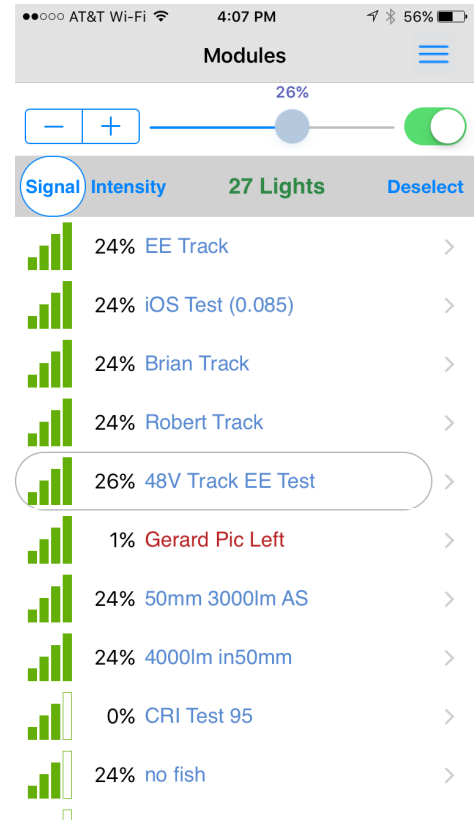 AT&T Wi-Fi 4:07 PM 56%
Modules
26%
− +
Signal Intensity 27 Lights Deselect
24% EE Track
24% iOS Test (0.085)
24% Brian Track
24% Robert Track
26% 48V Track EE Test
1% Gerard Pic Left
24% 50mm 3000lm AS
24% 4000lm in50mm
0% CRI Test 95
24% no fish